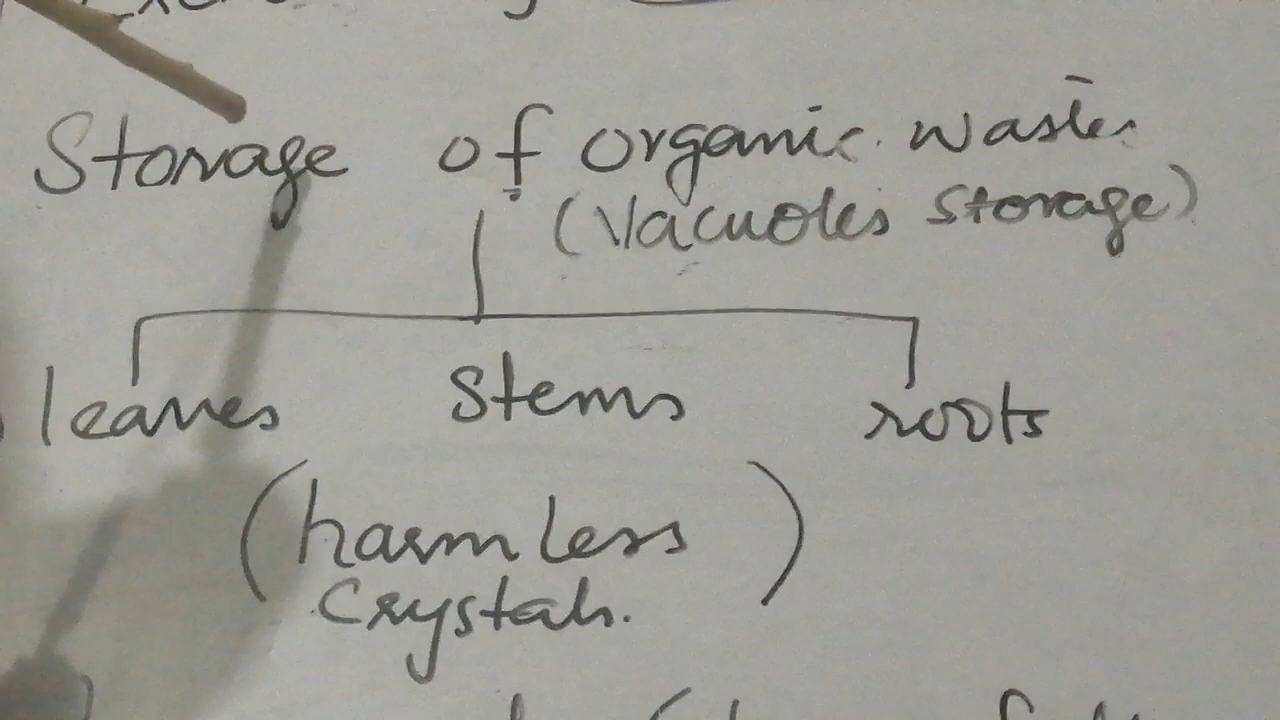 Storage of organic waste.
(Vacuoles storage)
leaves stems roots
(harmless
crystals.)